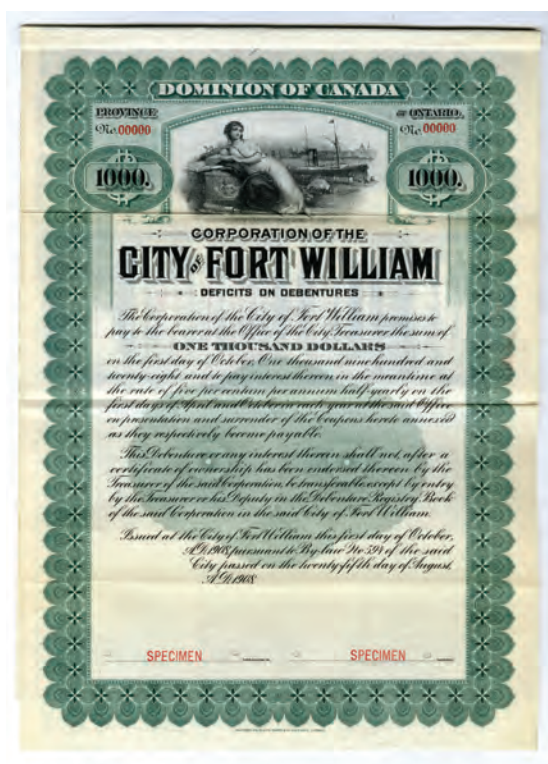 DOMINION OF CANADA
PROVINCE OF ONTARIO.
No. 00000 No. 00000
1000. 1000.
CORPORATION OF THE
CITY OF FORT WILLIAM
DEFICITS ON DEBENTURES
The Corporation of the City of Fort William promises to
pay to the bearer at the Office of the City Treasurer the sum of
ONE THOUSAND DOLLARS
on the first day of October, One thousand nine hundred and
twenty-eight and to pay interest thereon in the meantime at
the rate of five per centum per annum half-yearly on the
first days of April and October in each year at the said Office
on presentation and surrender of the Coupons hereto annexed
as they respectively become payable.
This Debenture or any interest therein shall not, after a
certificate of ownership has been endorsed thereon by the
Treasurer of the said Corporation, be transferable except by entry
by the Treasurer or his Deputy in the Debenture Registry Book
of the said Corporation in the said City of Fort William.
Issued at the City of Fort William this first day of October,
A.D. 1908, pursuant to By-law No 594 of the said
City passed on the twenty-fifth day of August,
A.D. 1908
SPECIMEN SPECIMEN